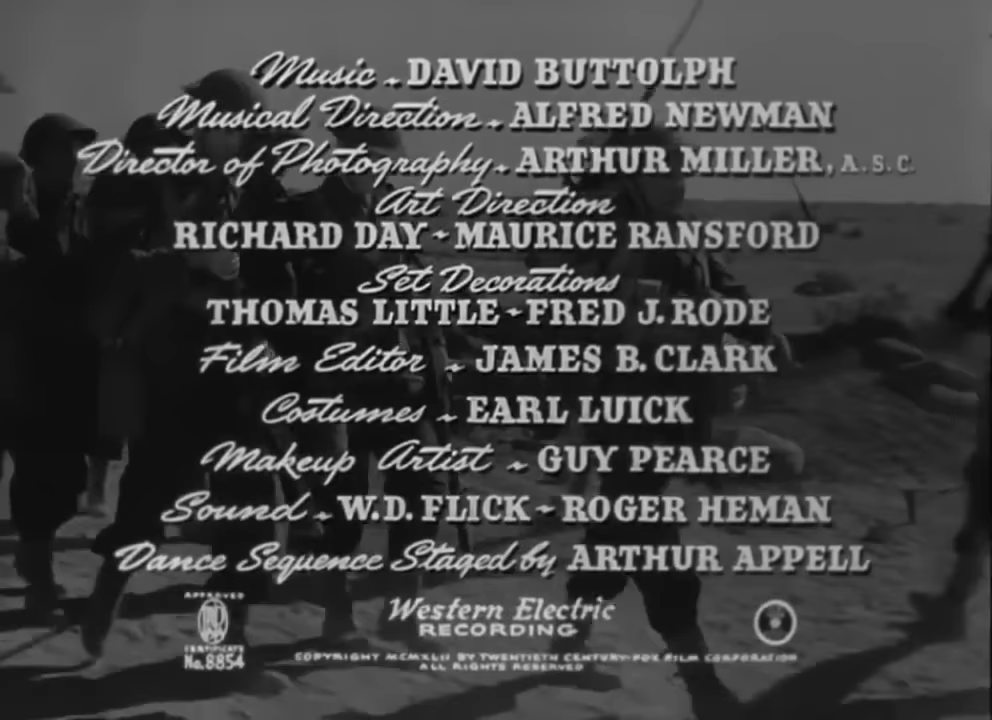 Music ~ DAVID BUTTOLPH
Musical Direction ~ ALFRED NEWMAN
Director of Photography ~ ARTHUR MILLER, A.S.C.
Art Direction
RICHARD DAY ~ MAURICE RANSFORD
Set Decorations
THOMAS LITTLE ~ FRED J. RODE
Film Editor ~ JAMES B. CLARK
Costumes ~ EARL LUICK
Makeup Artist ~ GUY PEARCE
Sound ~ W.D. FLICK ~ ROGER HEMAN
Dance Sequence Staged by ARTHUR APPELL
APPROVED
CERTIFICATE
No. 8854
Western Electric
RECORDING
COPYRIGHT MCMXLII BY TWENTIETH CENTURY-FOX FILM CORPORATION
ALL RIGHTS RESERVED